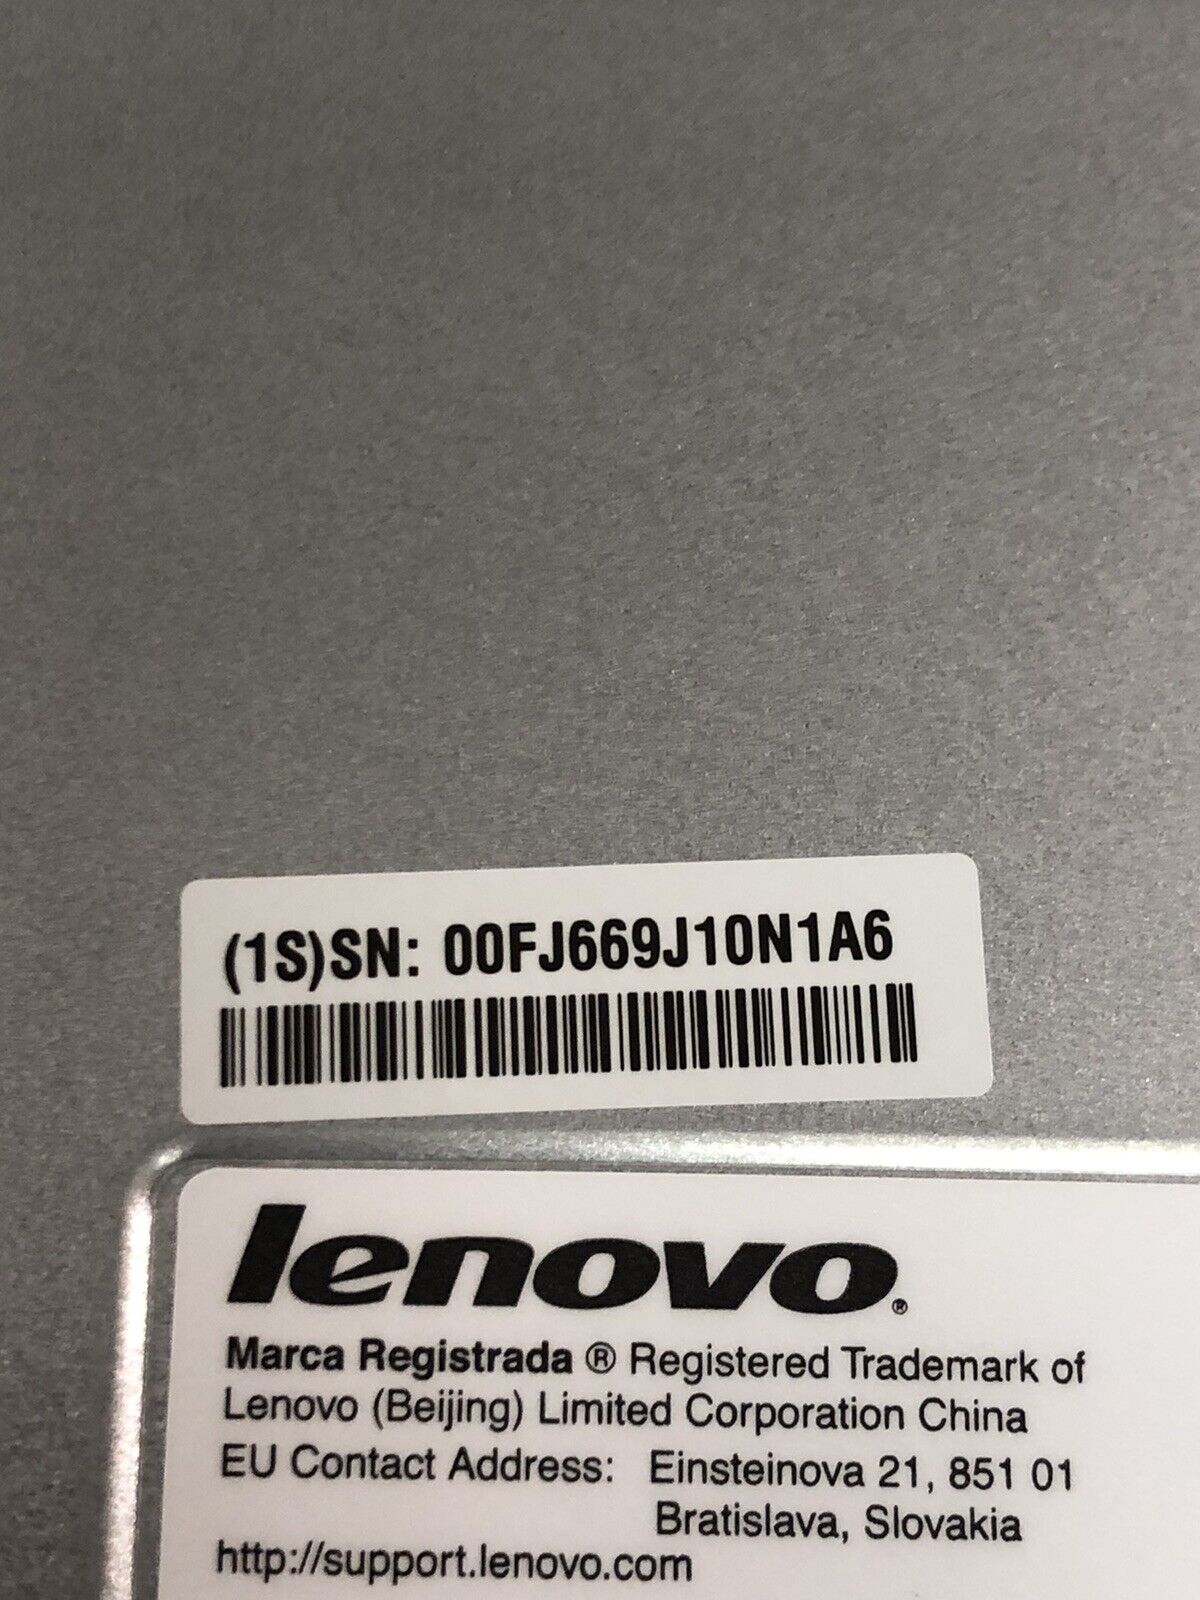 (1S)SN: 00FJ669J10N1A6
lenovo®
Marca Registrada ® Registered Trademark of
Lenovo (Beijing) Limited Corporation China
EU Contact Address: Einsteinova 21, 851 01
Bratislava, Slovakia
http://support.lenovo.com